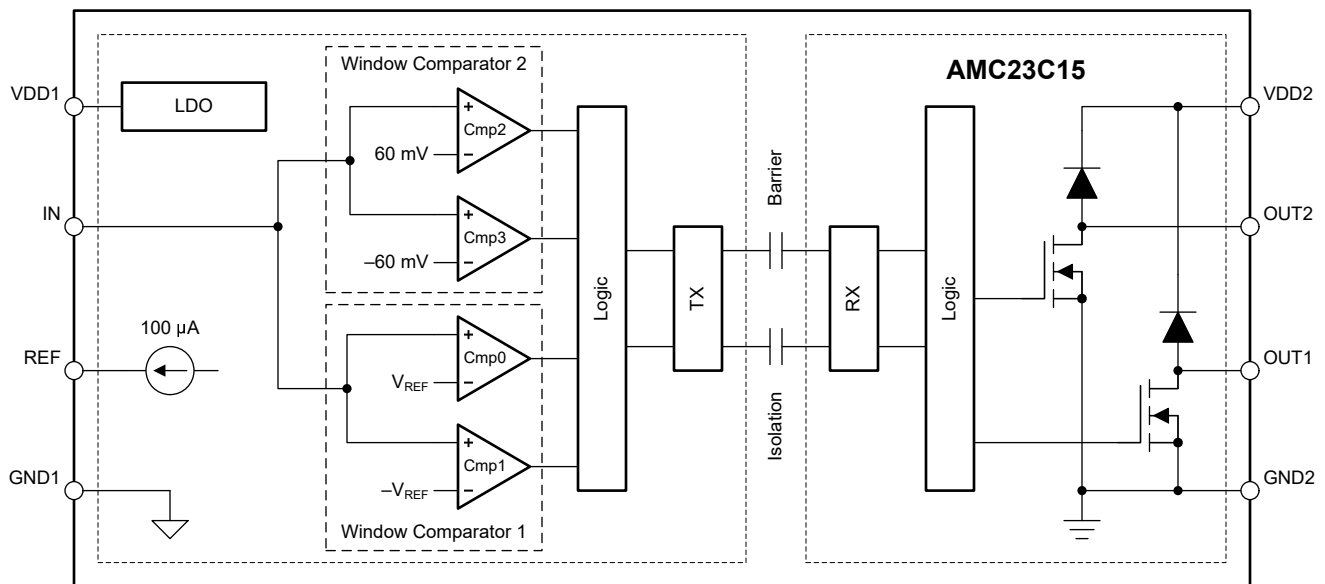 Window Comparator 2
AMC23C15
VDD1
LDO
+
Cmp2
–
60 mV
VDD2
Barrier
IN
+
Cmp3
–
–60 mV
OUT2
Logic
TX
RX
Logic
100 µA
REF
+
Cmp0
–
VREF
OUT1
Isolation
GND1
+
Cmp1
–
–VREF
GND2
Window Comparator 1